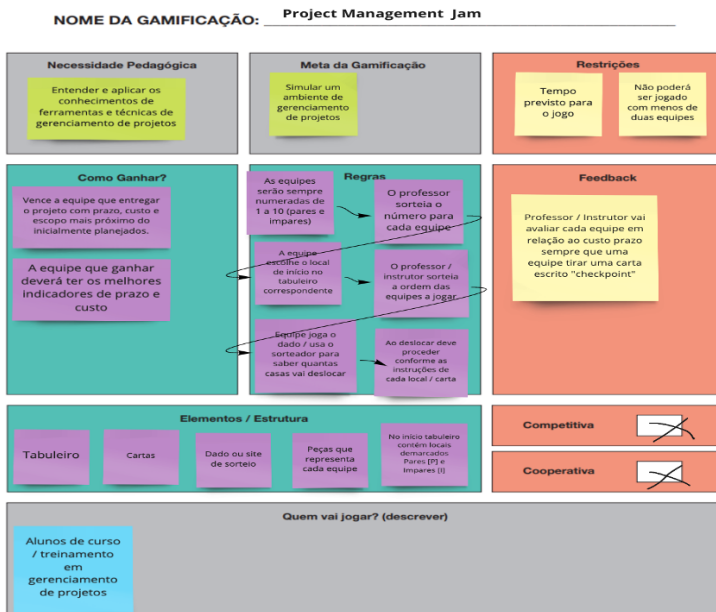 NOME DA GAMIFICAÇÃO: Project Management Jam
Necessidade Pedagógica
Entender e aplicar os
conhecimentos de
ferramentas e técnicas de
gerenciamento de projetos
Meta da Gamificação
Simular um
ambiente de
gerenciamento
de projetos
Restrições
Tempo
previsto para
o jogo
Não poderá
ser jogado
com menos de
duas equipes
Como Ganhar?
Vence a equipe que entregar
o projeto com prazo, custo e
escopo mais próximo do
inicialmente planejados.
A equipe que ganhar
deverá ter os melhores
indicadores de prazo e
custo
Regras
As equipes
serão sempre
numeradas de
1 a 10 (pares e
impares)
O professor
sorteia o
número para
cada equipe
A equipe
escolhe o local
de início no
tabuleiro
correspondente
O professor /
instrutor sorteia
a ordem das
equipes a jogar
Equipe joga o
dado / usa o
sorteador para
saber quantas
casas vai deslocar
Ao deslocar deve
proceder
conforme as
instruções de
cada local / carta
Feedback
Professor / Instrutor vai
avaliar cada equipe em
relação ao custo prazo
sempre que uma
equipe tirar uma carta
escrito "checkpoint"
Elementos / Estrutura
Tabuleiro
Cartas
Dado ou site
de sorteio
Peças que
representa
cada equipe
No início tabuleiro
contêm locais
demarcados
Pares [P] e
Impares [I]
Competitiva
Cooperativa
Quem vai jogar? (descrever)
Alunos de curso
/ treinamento
em
gerenciamento
de projetos